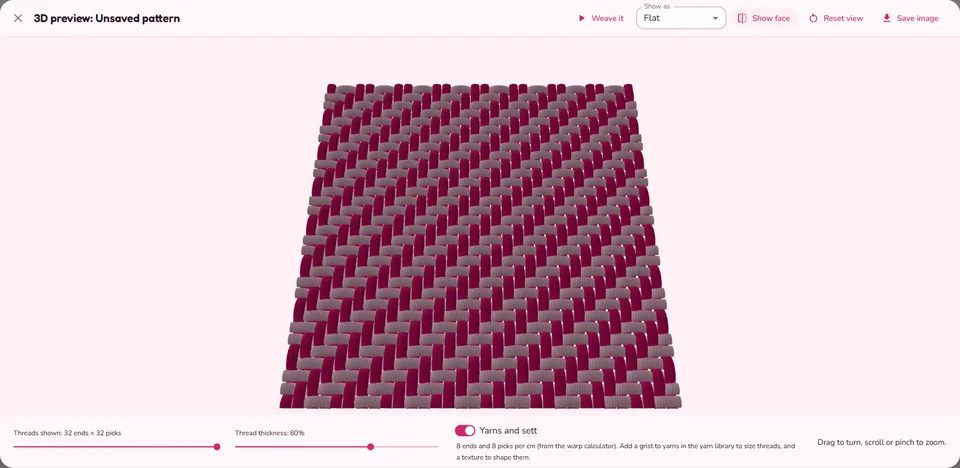 3D preview: Unsaved pattern
Weave it
Show as
Flat
Show face
Reset view
Save image
Threads shown: 32 ends × 32 picks
Thread thickness: 80%
Yarns and sett
8 ends and 8 picks per cm (from the warp calculator). Add a grist to yarns in the yarn library to size threads, and
a texture to shape them.
Drag to turn, scroll or pinch to zoom.